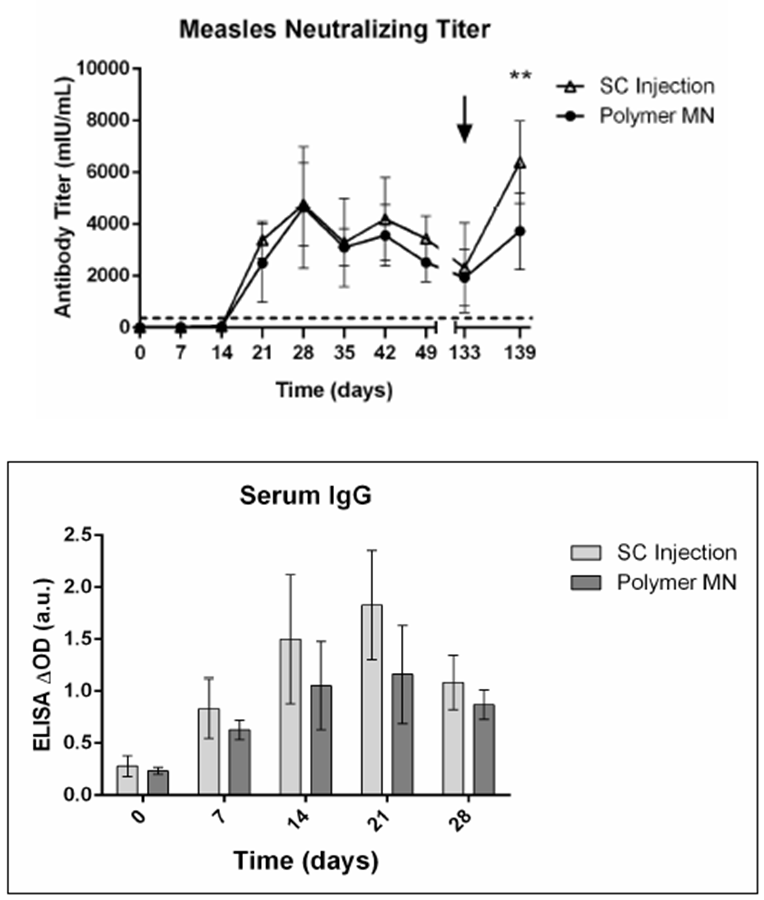 Measles Neutralizing Titer
10000
8000
6000
4000
2000
0
Antibody Titer (mIU/mL)
**
SC Injection
Polymer MN
0 7 14 21 28 35 42 49 133 139
Time (days)
Serum IgG
2.5
2.0
1.5
1.0
0.5
0.0
ELISA ΔOD (a.u.)
SC Injection
Polymer MN
0 7 14 21 28
Time (days)